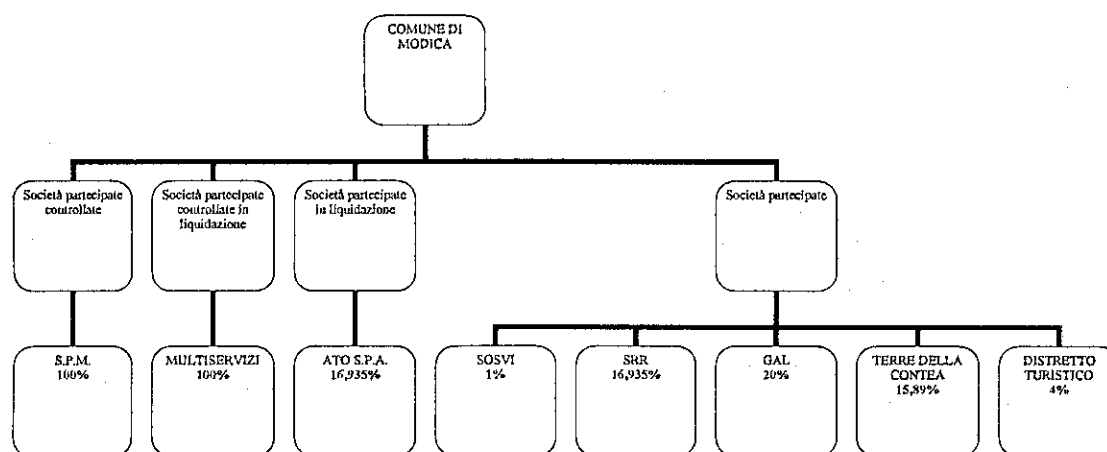 COMUNE DI
MODICA
Società partecipate
controllate
Società partecipate
controllate in
liquidazione
Società partecipate
in liquidazione
Società partecipate
S.P.M.
100%
MULTISERVIZI
100%
ATO S.P.A.
16,935%
SOSVI
1%
SRR
16,935%
GAL
20%
TERRE DELLA
CONTEA
15,89%
DISTRETTO
TURISTICO
4%